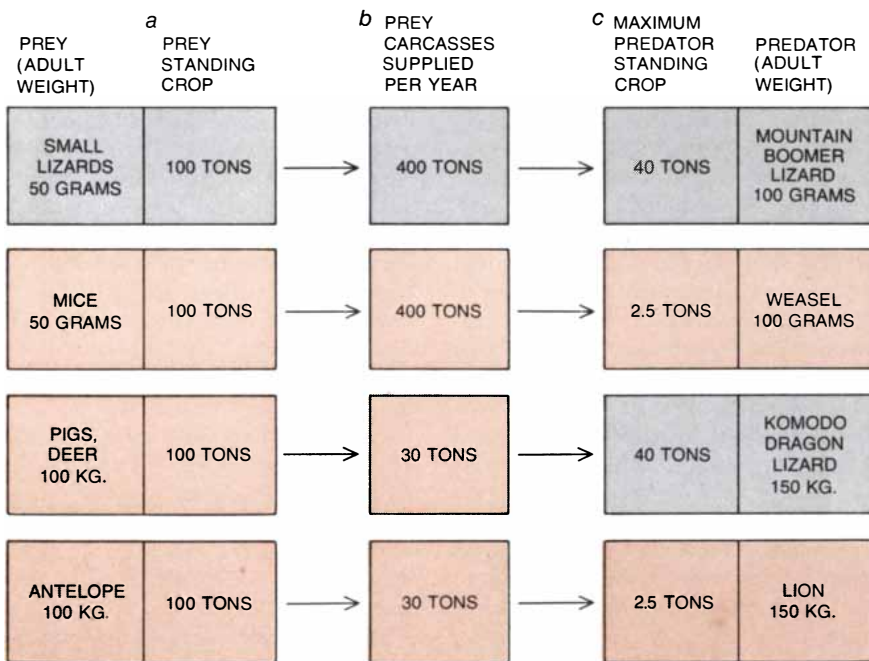 PREY
(ADULT
WEIGHT)
a PREY
STANDING
CROP
b PREY
CARCASSES
SUPPLIED
PER YEAR
c MAXIMUM
PREDATOR
STANDING
CROP
PREDATOR
(ADULT
WEIGHT)
SMALL
LIZARDS
50 GRAMS
100 TONS
400 TONS
40 TONS
MOUNTAIN
BOOMER
LIZARD
100 GRAMS
MICE
50 GRAMS
100 TONS
400 TONS
2.5 TONS
WEASEL
100 GRAMS
PIGS,
DEER
100 KG.
100 TONS
30 TONS
40 TONS
KOMODO
DRAGON
LIZARD
150 KG.
ANTELOPE
100 KG.
100 TONS
30 TONS
2.5 TONS
LION
150 KG.